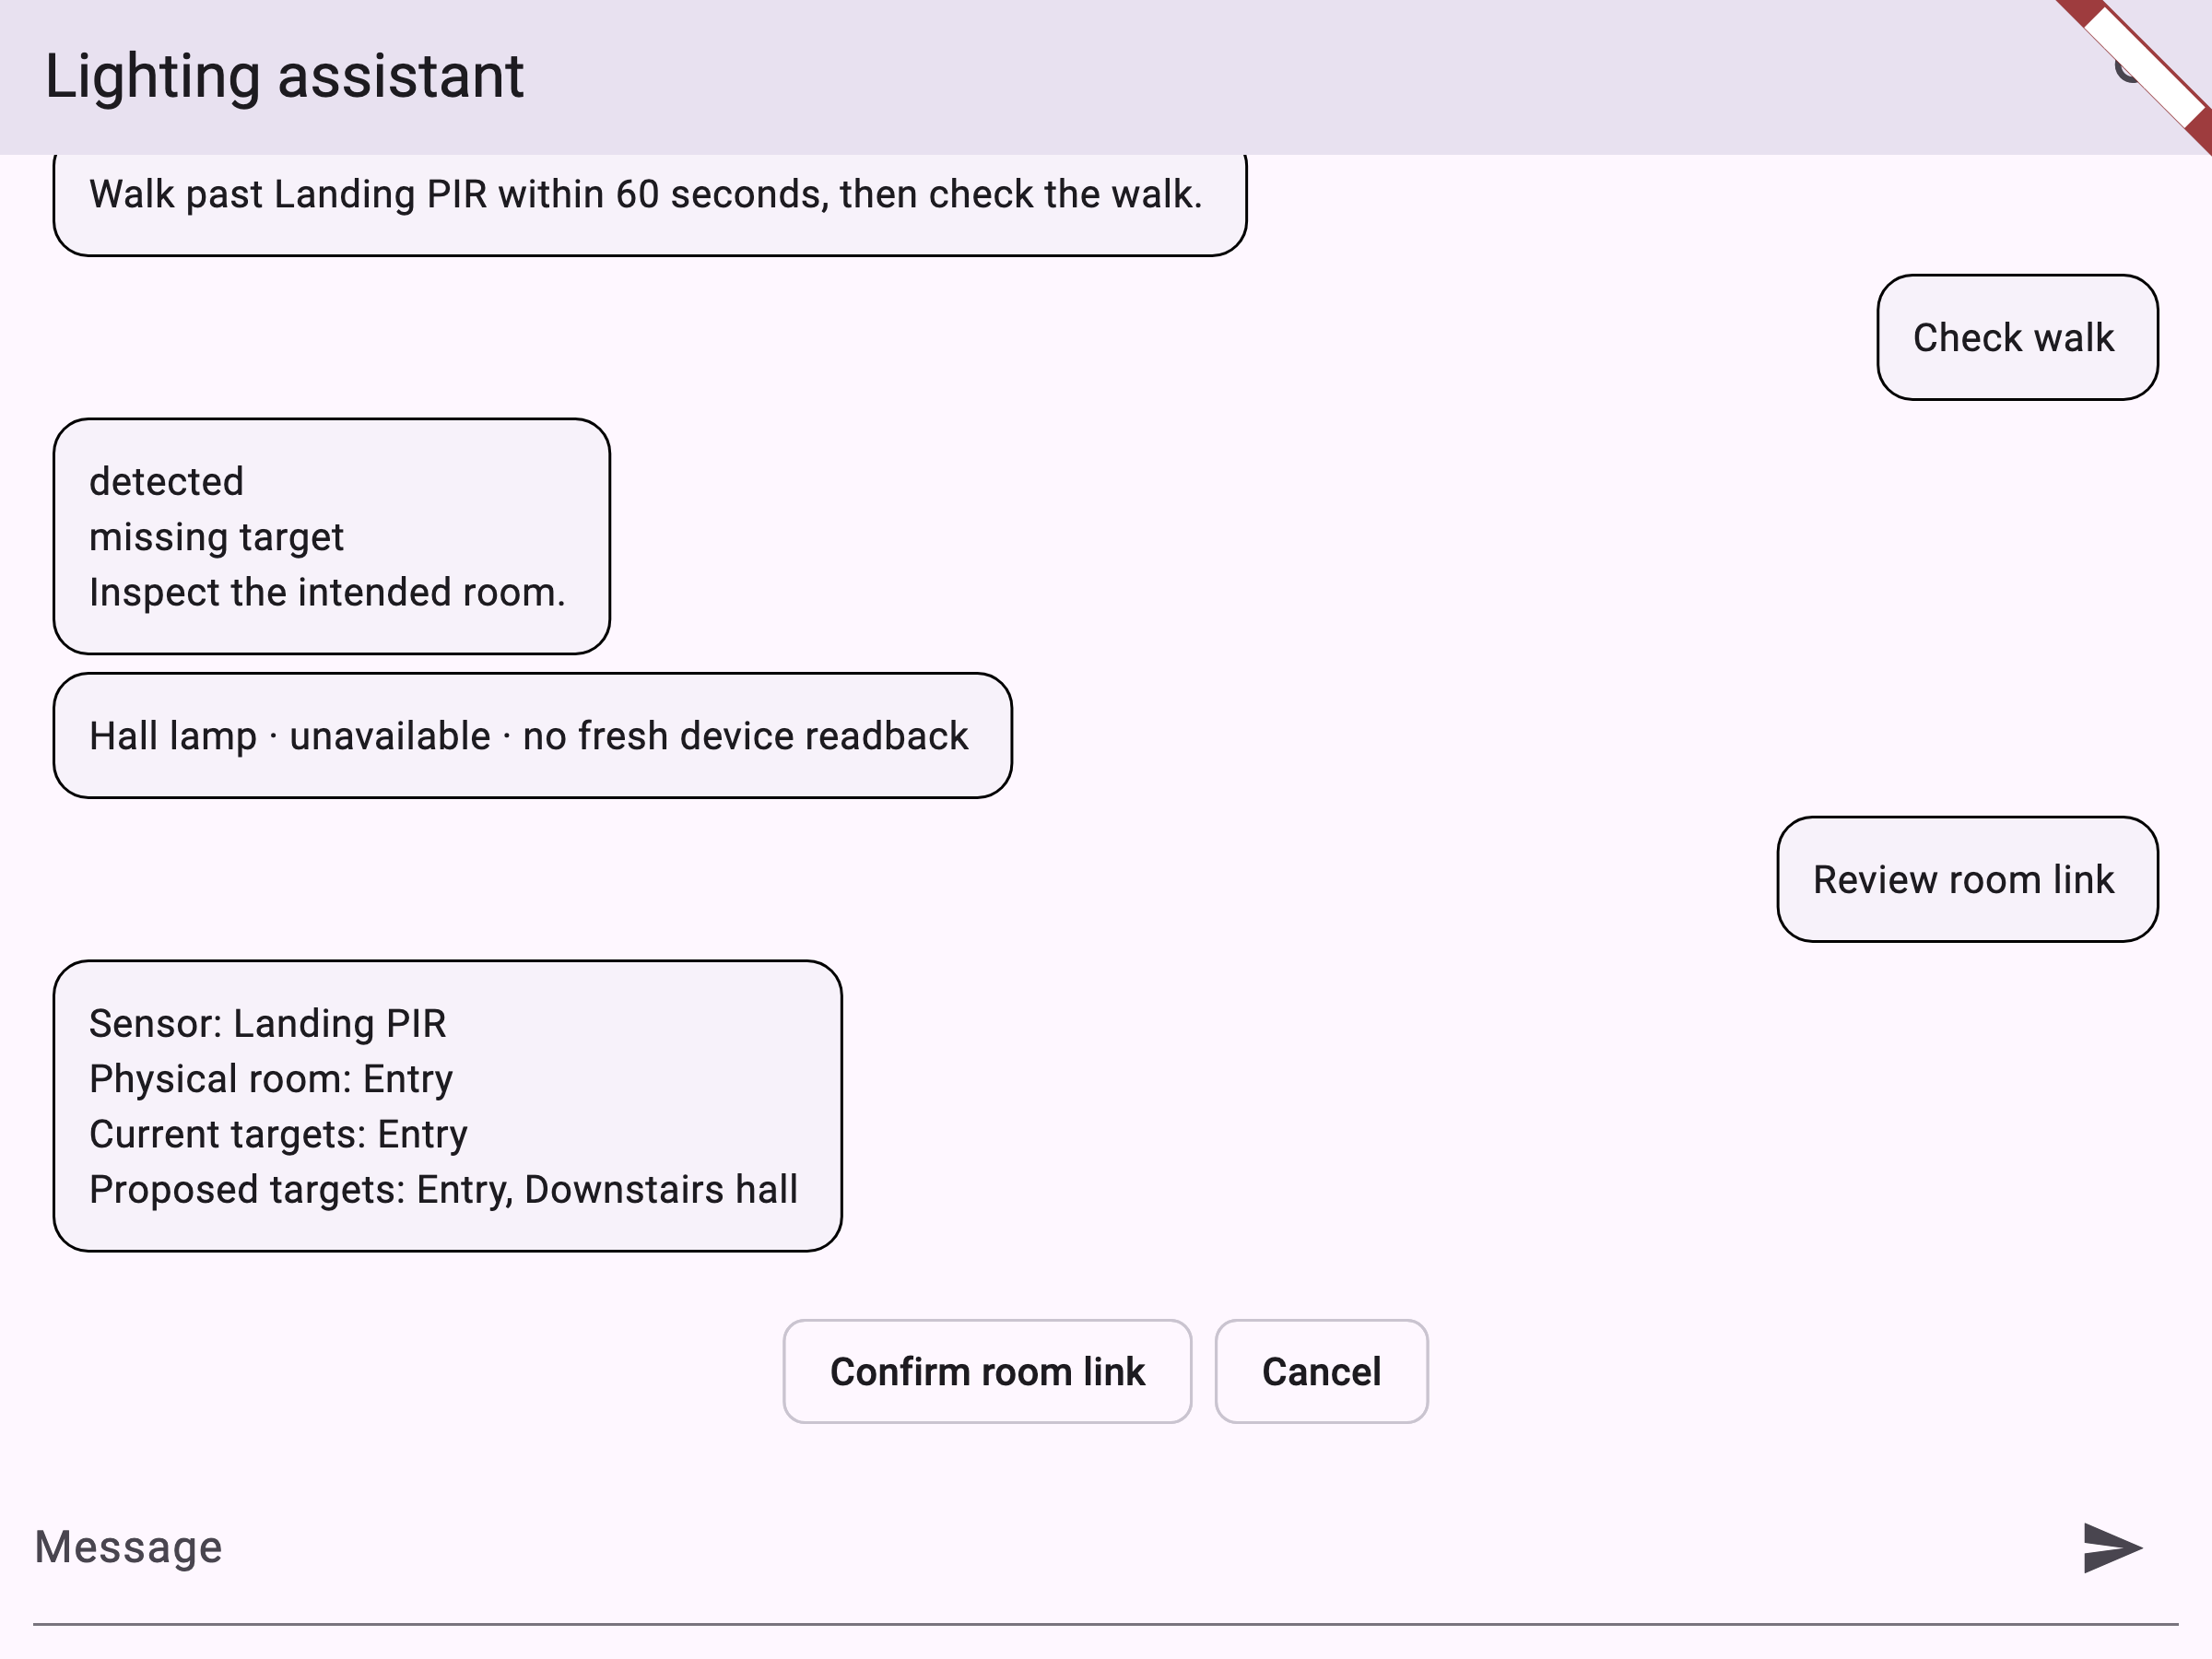 Lighting assistant
Walk past Landing PIR within 60 seconds, then check the walk.
Check walk
detected
missing target
Inspect the intended room.
Hall lamp · unavailable · no fresh device readback
Review room link
Sensor: Landing PIR
Physical room: Entry
Current targets: Entry
Proposed targets: Entry, Downstairs hall
Confirm room link
Cancel
Message